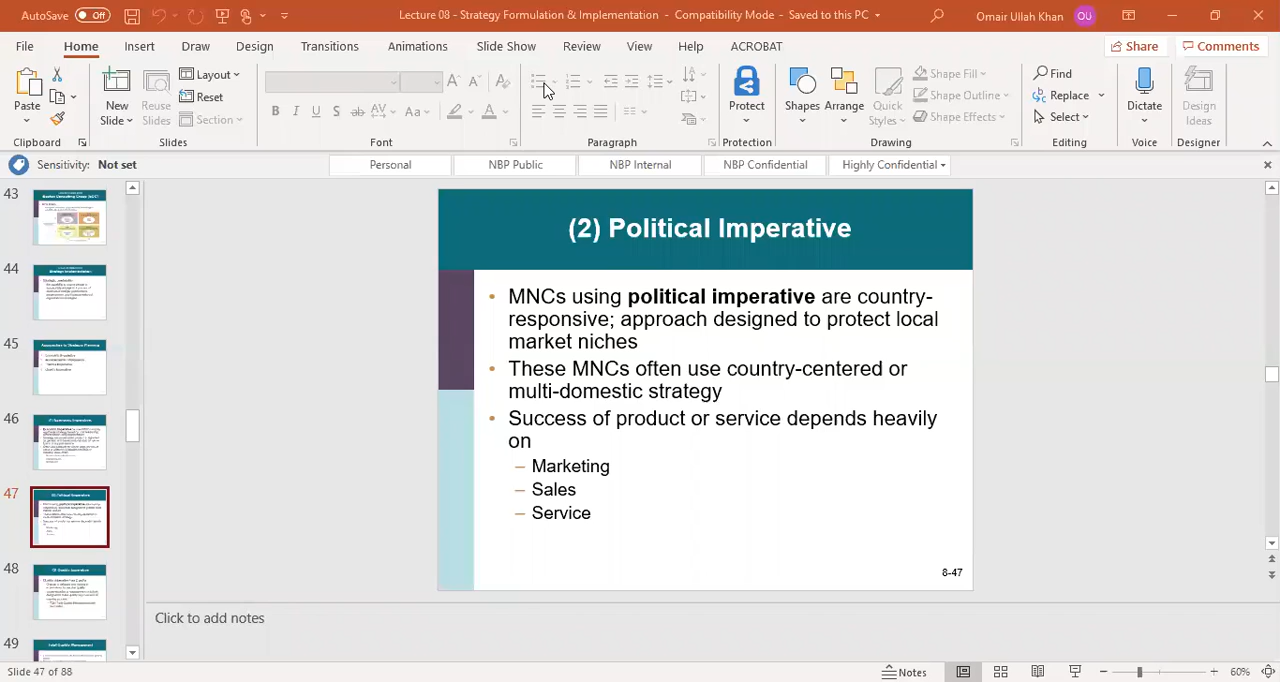 AutoSave Off
Lecture 08 - Strategy Formulation & Implementation - Compatibility Mode - Saved to this PC
Omair Ullah Khan OU
File Home Insert Draw Design Transitions Animations Slide Show Review View Help ACROBAT
Share Comments
Paste
New Slide
Reuse Slides
Layout
Reset
Section
B I U S ab AV Aa A
Protect
Shapes
Arrange
Quick Styles
Shape Fill
Shape Outline
Shape Effects
Find
Replace
Select
Dictate
Design Ideas
Clipboard Slides Font Paragraph Protection Drawing Editing Voice Designer
Sensitivity: Not set
Personal NBP Public NBP Internal NBP Confidential Highly Confidential
43
44
45
46
47
48
49
(2) Political Imperative
• MNCs using political imperative are country-
responsive; approach designed to protect local
market niches
• These MNCs often use country-centered or
multi-domestic strategy
• Success of product or service depends heavily
on
– Marketing
– Sales
– Service
8-47
Click to add notes
Slide 47 of 88
Notes
60%